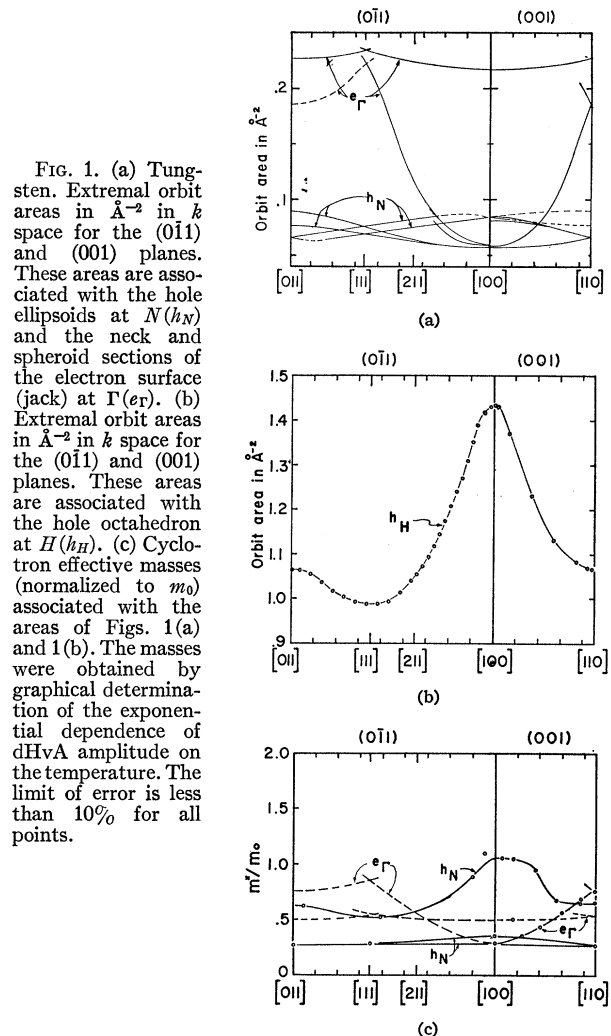 FIG. 1. (a) Tung-
sten. Extremal orbit
areas in Å⁻² in k
space for the (01̄1)
and (001) planes.
These areas are asso-
ciated with the hole
ellipsoids at N(hN)
and the neck and
spheroid sections of
the electron surface
(jack) at Γ(eΓ). (b)
Extremal orbit areas
in Å⁻² in k space for
the (01̄1) and (001)
planes. These areas
are associated with
the hole octahedron
at H(hH). (c) Cyclo-
tron effective masses
(normalized to m₀)
associated with the
areas of Figs. 1(a)
and 1(b). The masses
were obtained by
graphical determina-
tion of the exponen-
tial dependence of
dHvA amplitude on
the temperature. The
limit of error is less
than 10% for all
points.
(01̄1) (001)
Orbit area in Å⁻²
.2
.1
eΓ
hN
[011] [111] [211] [100] [110]
(a)
(01̄1) (001)
Orbit area in Å⁻²
1.5
1.4
1.3
1.2
1.1
1.0
.9
hH
[011] [111] [211] [100] [110]
(b)
(01̄1) (001)
m*/m₀
2.0
1.5
1.0
.5
0
eΓ
hN
eΓ
hN
[011] [111] [211] [100] [110]
(c)